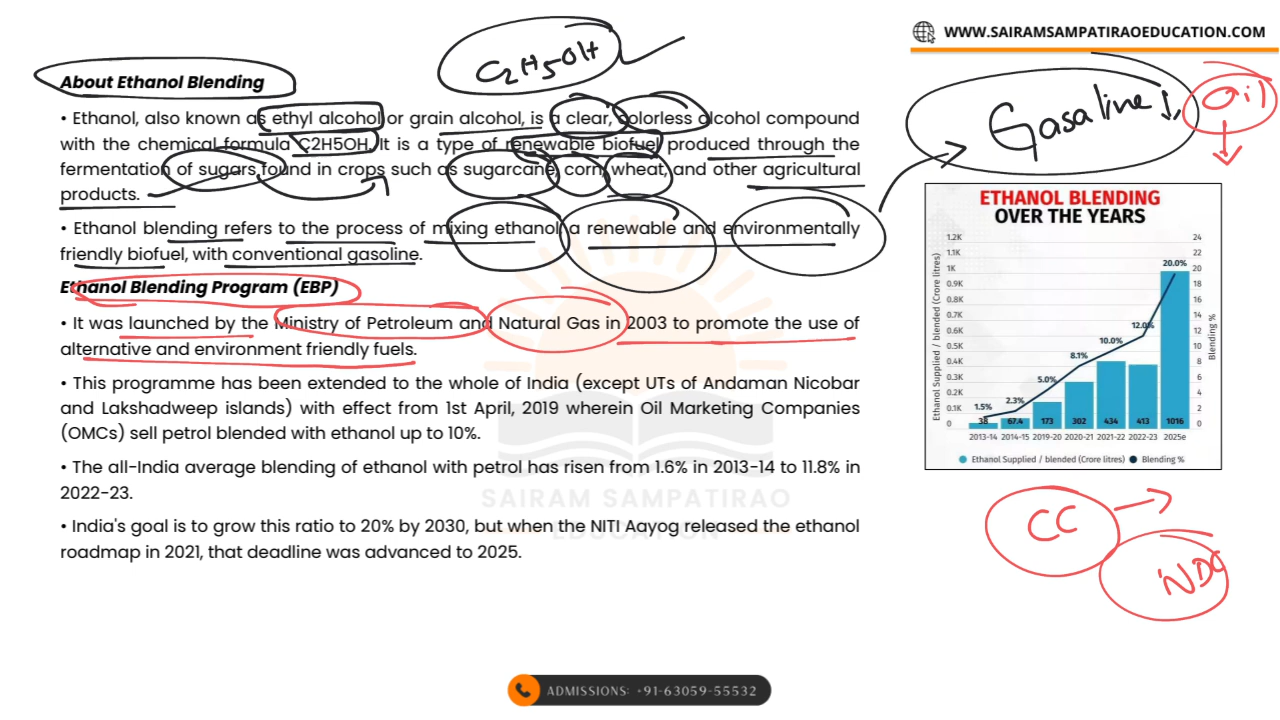 WWW.SAIRAMSAMPATIRAOEDUCATION.COM
C2H5OH
About Ethanol Blending
• Ethanol, also known as ethyl alcohol or grain alcohol, is a clear, colorless alcohol compound
with the chemical formula C2H5OH. It is a type of renewable biofuel produced through the
fermentation of sugars found in crops such as sugarcane, corn, wheat, and other agricultural
products.
• Ethanol blending refers to the process of mixing ethanol, a renewable and environmentally
friendly biofuel, with conventional gasoline.
Ethanol Blending Program (EBP)
• It was launched by the Ministry of Petroleum and Natural Gas in 2003 to promote the use of
alternative and environment friendly fuels.
• This programme has been extended to the whole of India (except UTs of Andaman Nicobar
and Lakshadweep islands) with effect from 1st April, 2019 wherein Oil Marketing Companies
(OMCs) sell petrol blended with ethanol up to 10%.
• The all-India average blending of ethanol with petrol has risen from 1.6% in 2013-14 to 11.8% in
2022-23.
• India's goal is to grow this ratio to 20% by 2030, but when the NITI Aayog released the ethanol
roadmap in 2021, that deadline was advanced to 2025.
SAIRAM SAMPATIRAO
EDUCATION
Gasaline
Oil
ETHANOL BLENDING
OVER THE YEARS
Ethanol Supplied / blended (Crore litres)
1.2K
1.1K
1K
0.9K
0.8K
0.7K
0.6K
0.5K
0.4K
0.3K
0.2K
0.1K
0
24
22
20
18
16
14
12
10
8
6
4
2
0
Blending %
1.5% 2.3% 5.0% 8.1% 10.0% 12.0% 20.0%
38 67.4 173 302 434 413 1016
2013-14 2014-15 2019-20 2020-21 2021-22 2022-23 2025e
Ethanol Supplied / blended (Crore litres) Blending %
CC
NDC
ADMISSIONS: +91-63059-55532